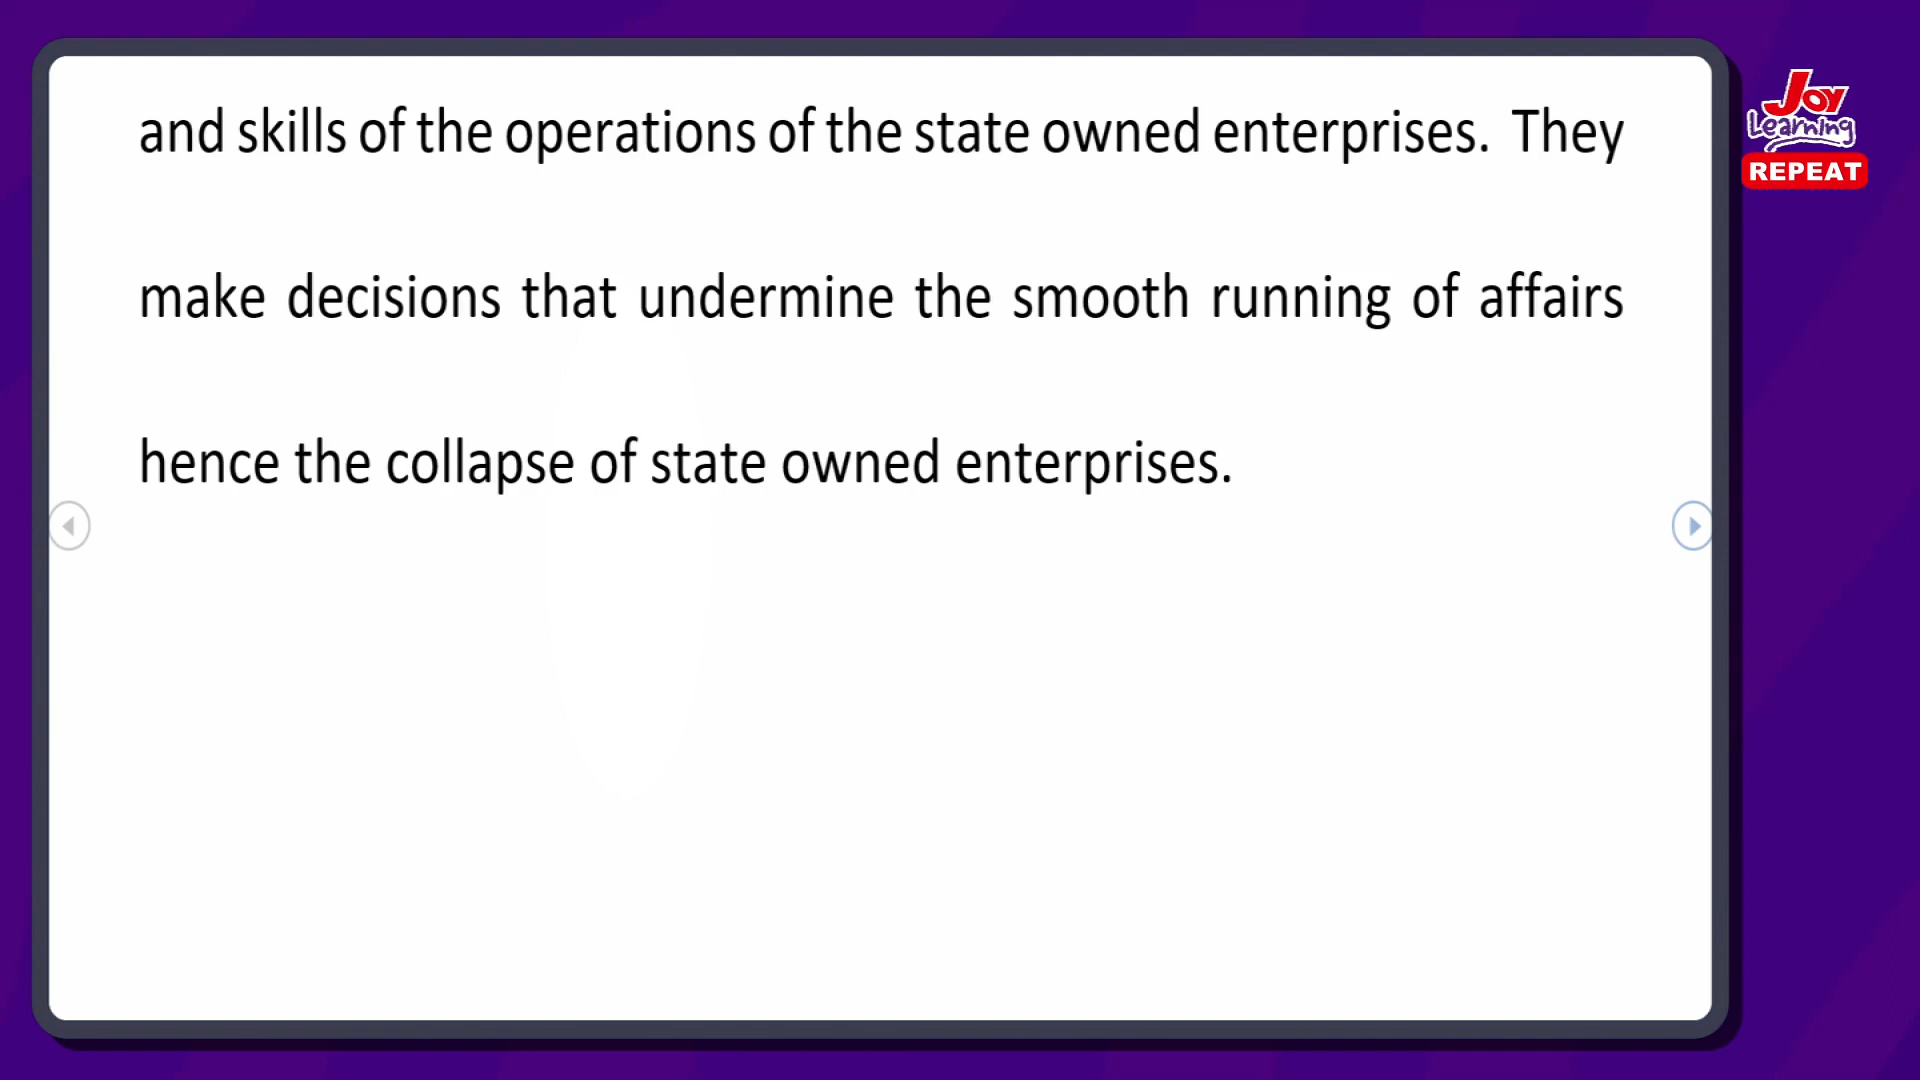 and skills of the operations of the state owned enterprises. They
make decisions that undermine the smooth running of affairs
hence the collapse of state owned enterprises.
Joy
Learning
REPEAT